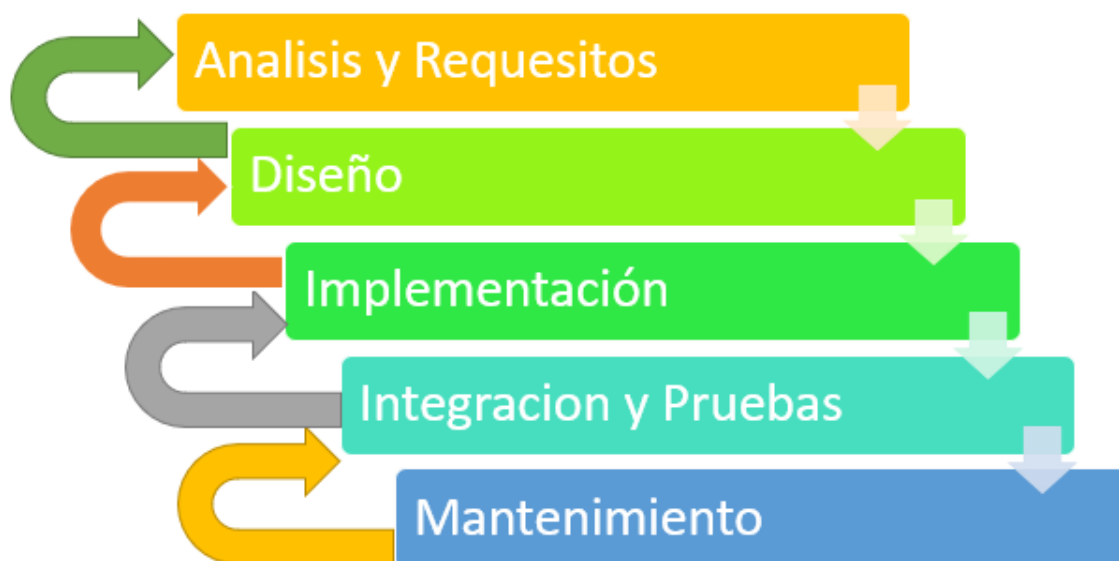 Analisis y Requesitos
Diseño
Implementación
Integracion y Pruebas
Mantenimiento